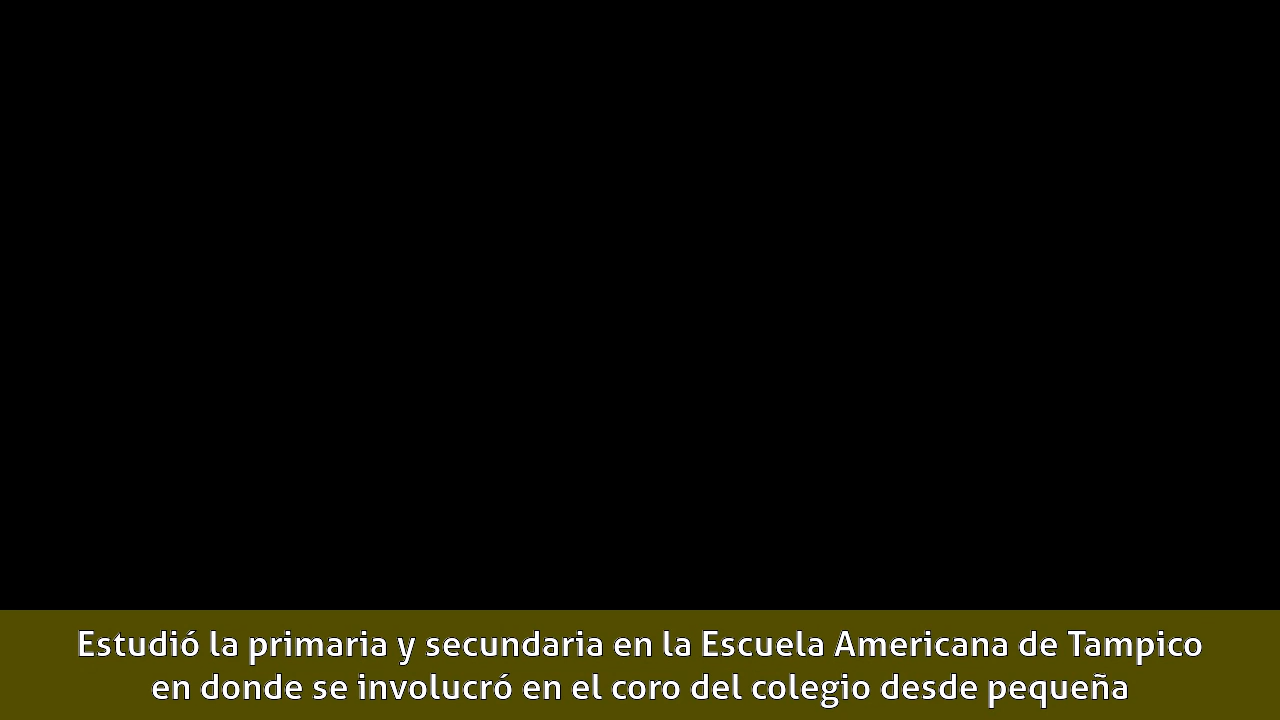 Estudió la primaria y secundaria en la Escuela Americana de Tampico
en donde se involucró en el coro del colegio desde pequeña